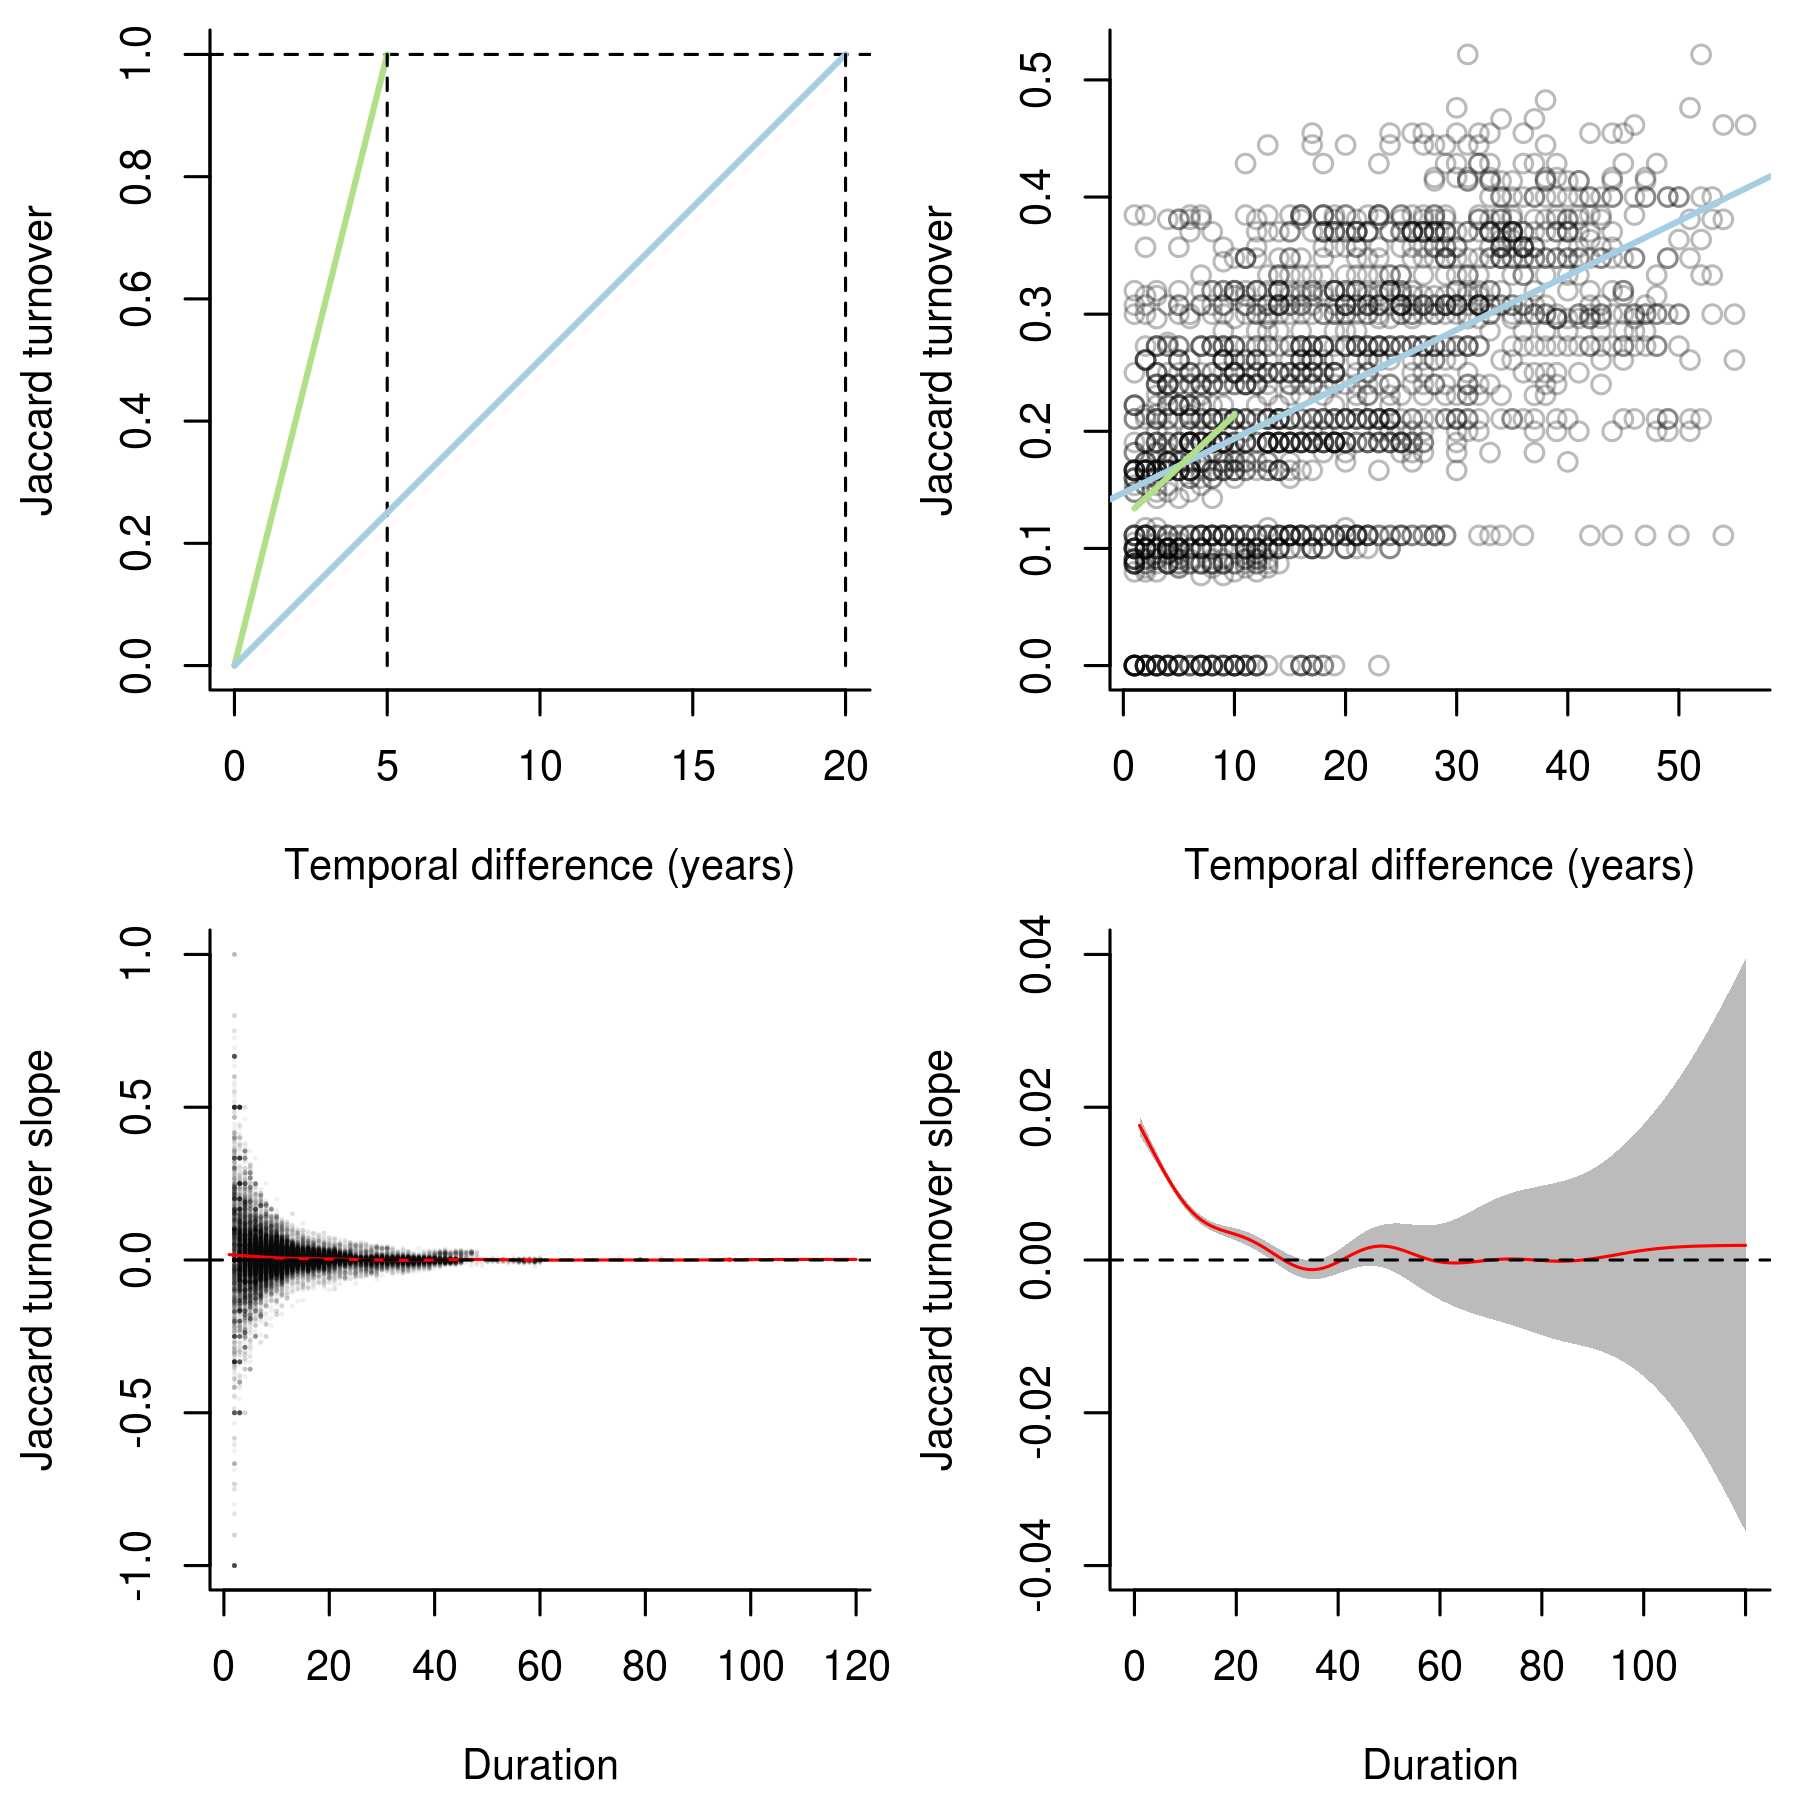 Jaccard turnover
1.0
0.8
0.6
0.4
0.2
0.0
0 5 10 15 20
Temporal difference (years)
Jaccard turnover
0.5
0.4
0.3
0.2
0.1
0.0
0 10 20 30 40 50
Temporal difference (years)
Jaccard turnover slope
1.0
0.5
0.0
-0.5
-1.0
0 20 40 60 80 100 120
Duration
Jaccard turnover slope
0.04
0.02
0.00
-0.02
-0.04
0 20 40 60 80 100
Duration